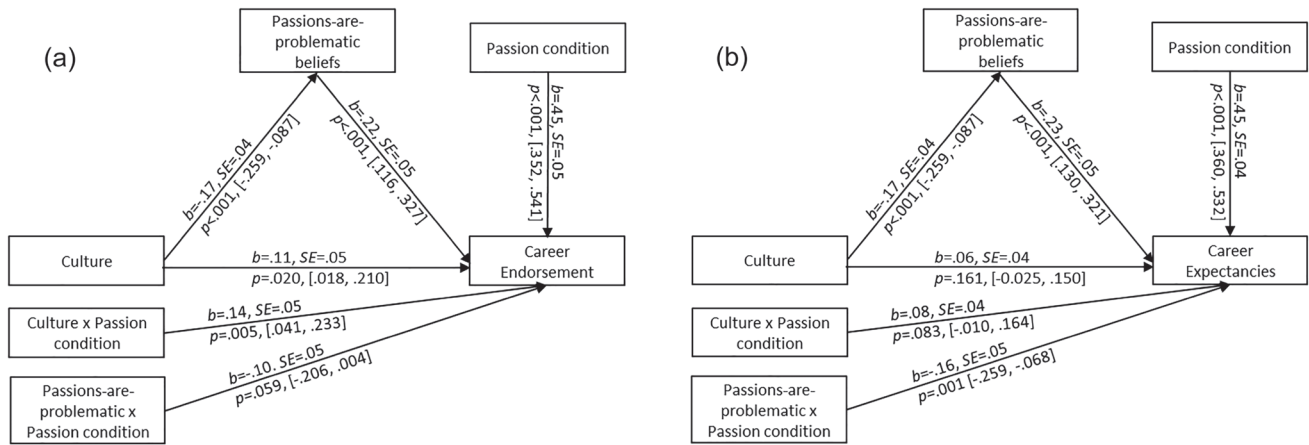 (a)
Passions-are-
problematic
beliefs
Passion condition
b=-.17, SE=.04
p<.001, [-.259, -.087]
b=.22, SE=.05
p<.001, [.116, .327]
b=.45, SE=.05
p<.001, [.352, .541]
Culture
b=.11, SE=.05
p=.020, [.018, .210]
Career
Endorsement
Culture x Passion
condition
b=.14, SE=.05
p=.005, [.041, .233]
Passions-are-
problematic x
Passion condition
b=-.10. SE=.05
p=.059, [-.206, .004]
(b)
Passions-are-
problematic
beliefs
Passion condition
b=-.17, SE=.04
p<.001, [-.259, -.087]
b=.23, SE=.05
p<.001, [.130, .321]
b=.45, SE=.04
p<.001, [.360, .532]
Culture
b=.06, SE=.04
p=.161, [-0.025, .150]
Career
Expectancies
Culture x Passion
condition
b=.08, SE=.04
p=.083, [-.010, .164]
Passions-are-
problematic x
Passion condition
b=-.16, SE=.05
p=.001 [-.259, -.068]